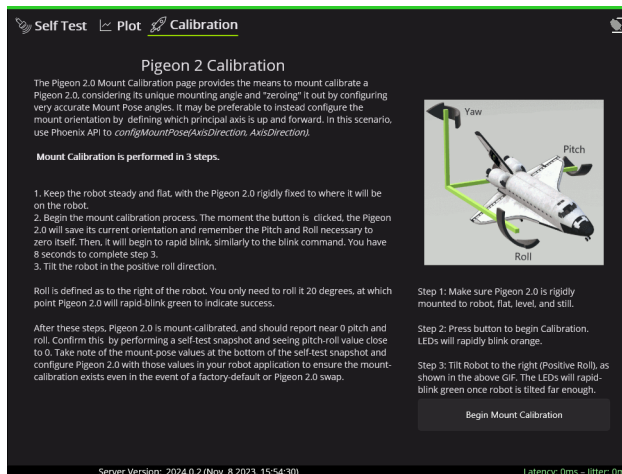 Self Test Plot Calibration
Pigeon 2 Calibration
The Pigeon 2.0 Mount Calibration page provides the means to mount calibrate a
Pigeon 2.0, considering its unique mounting angle and "zeroing" it out by configuring
very accurate Mount Pose angles. It may be preferable to instead configure the
mount orientation by defining which principal axis is up and forward. In this scenario,
use Phoenix API to configMountPose(AxisDirection, AxisDirection).
Mount Calibration is performed in 3 steps.
1. Keep the robot steady and flat, with the Pigeon 2.0 rigidly fixed to where it will be
on the robot.
2. Begin the mount calibration process. The moment the button is clicked, the Pigeon
2.0 will save its current orientation and remember the Pitch and Roll necessary to
zero itself. Then, it will begin to rapid blink, similarly to the blink command. You have
8 seconds to complete step 3.
3. Tilt the robot in the positive roll direction.
Roll is defined as to the right of the robot. You only need to roll it 20 degrees, at which
point Pigeon 2.0 will rapid-blink green to indicate success.
After these steps, Pigeon 2.0 is mount-calibrated, and should report near 0 pitch and
roll. Confirm this by performing a self-test snapshot and seeing pitch-roll value close
to 0. Take note of the mount-pose values at the bottom of the self-test snapshot and
configure Pigeon 2.0 with those values in your robot application to ensure the mount-
calibration exists even in the event of a factory-default or Pigeon 2.0 swap.
Yaw
Pitch
Roll
Step 1: Make sure Pigeon 2.0 is rigidly
mounted to robot, flat, level, and still.
Step 2: Press button to begin Calibration.
LEDs will rapidly blink orange.
Step 3: Tilt Robot to the right (Positive Roll), as
shown in the above GIF. The LEDs will rapid-
blink green once robot is tilted far enough.
Begin Mount Calibration
Server Version: 2024.0.2 (Nov 8 2023, 15:54:30)
Latency: 0ms – Jitter: 0m